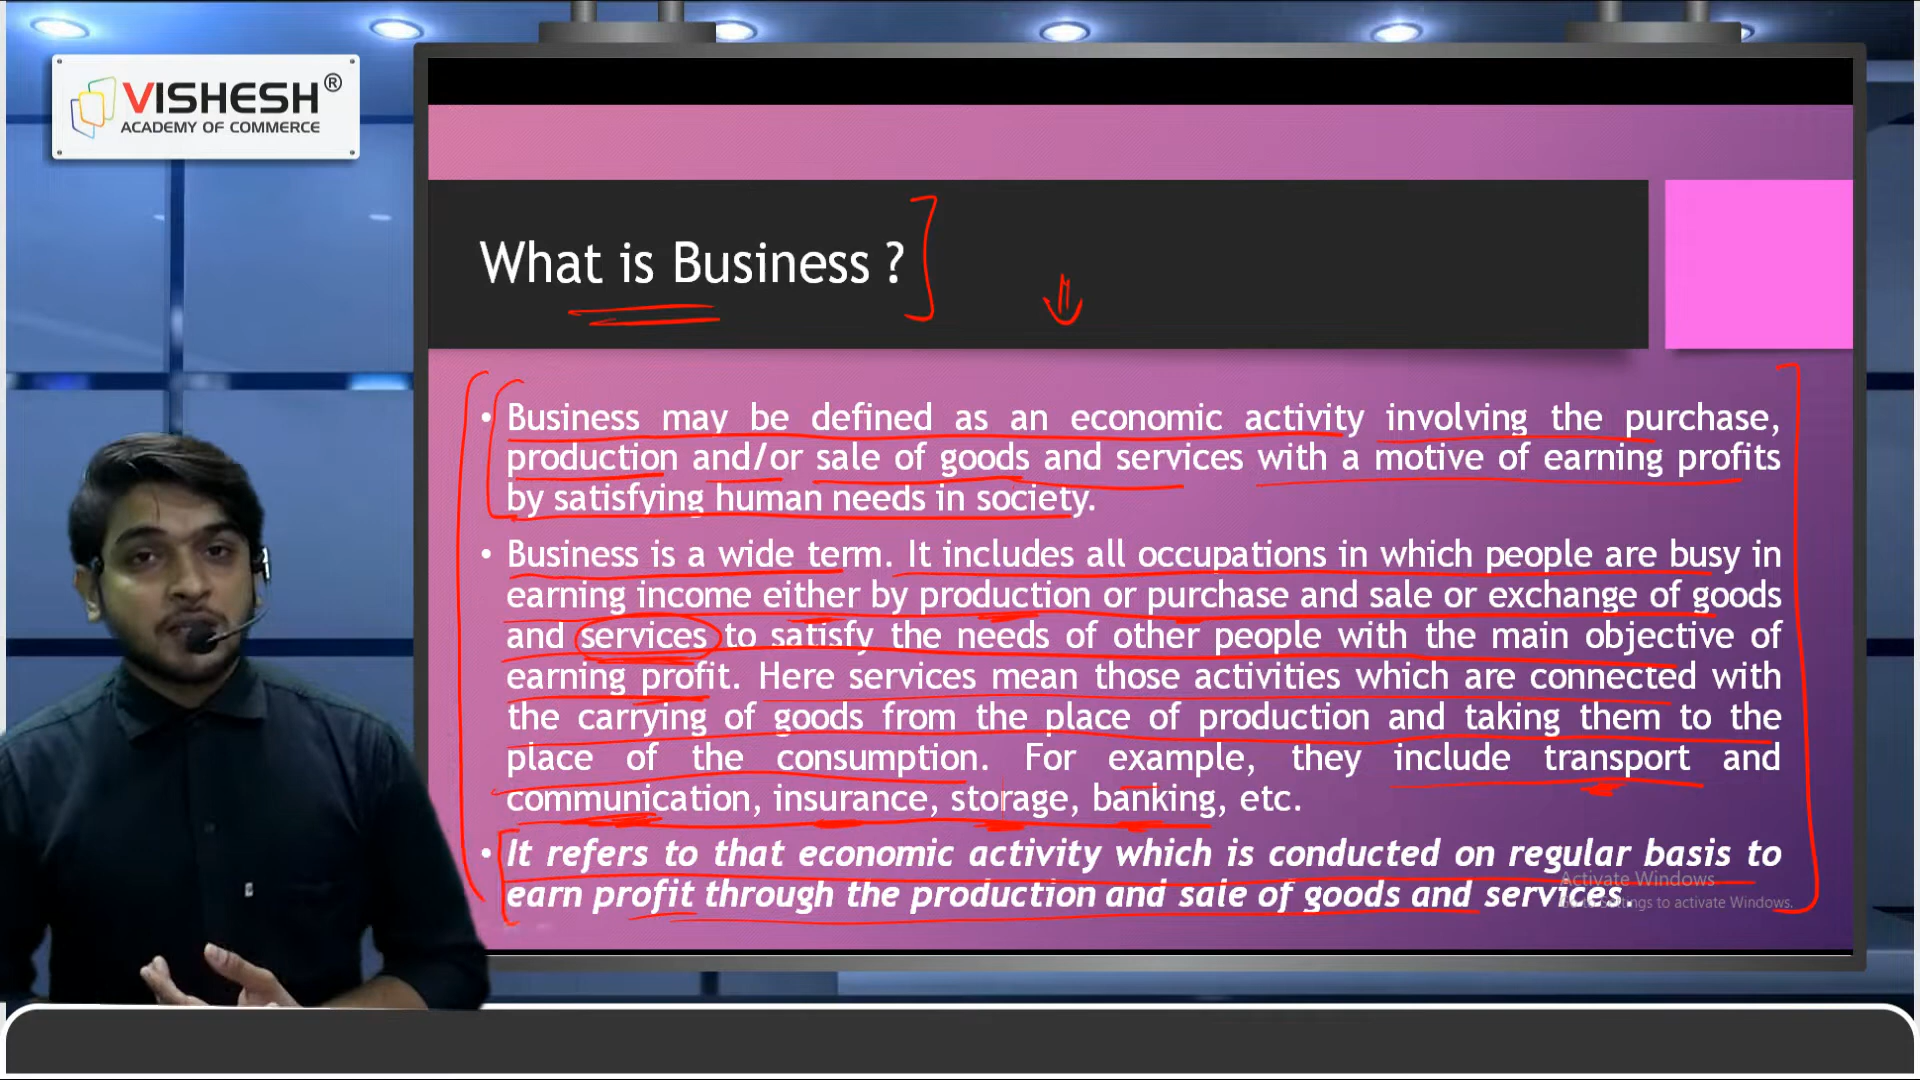 VISHESH®
ACADEMY OF COMMERCE
What is Business ?
• Business may be defined as an economic activity involving the purchase,
production and/or sale of goods and services with a motive of earning profits
by satisfying human needs in society.
• Business is a wide term. It includes all occupations in which people are busy in
earning income either by production or purchase and sale or exchange of goods
and services to satisfy the needs of other people with the main objective of
earning profit. Here services mean those activities which are connected with
the carrying of goods from the place of production and taking them to the
place of the consumption. For example, they include transport and
communication, insurance, storage, banking, etc.
• It refers to that economic activity which is conducted on regular basis to
earn profit through the production and sale of goods and services.
Activate Windows
Go to Settings to activate Windows.